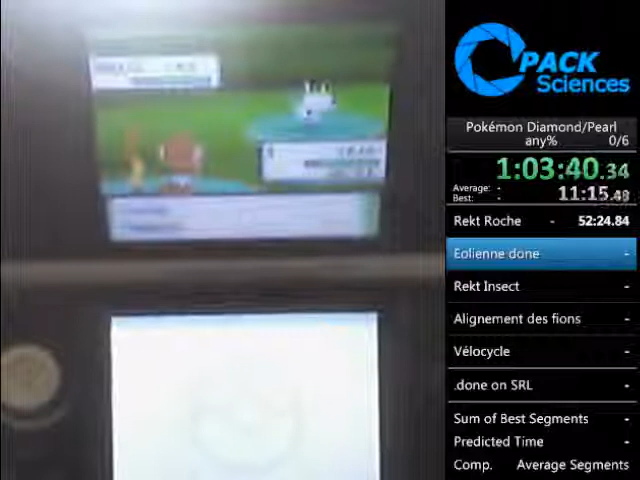 PACK
Sciences
Pokémon Diamond/Pearl
any% 0/6
1:03:40.34
Average: -
Best: - 11:15.48
Rekt Roche - 52:24.84
Eolienne done -
Rekt Insect -
Alignement des fions -
Vélocycle -
.done on SRL -
Sum of Best Segments -
Predicted Time -
Comp. Average Segments